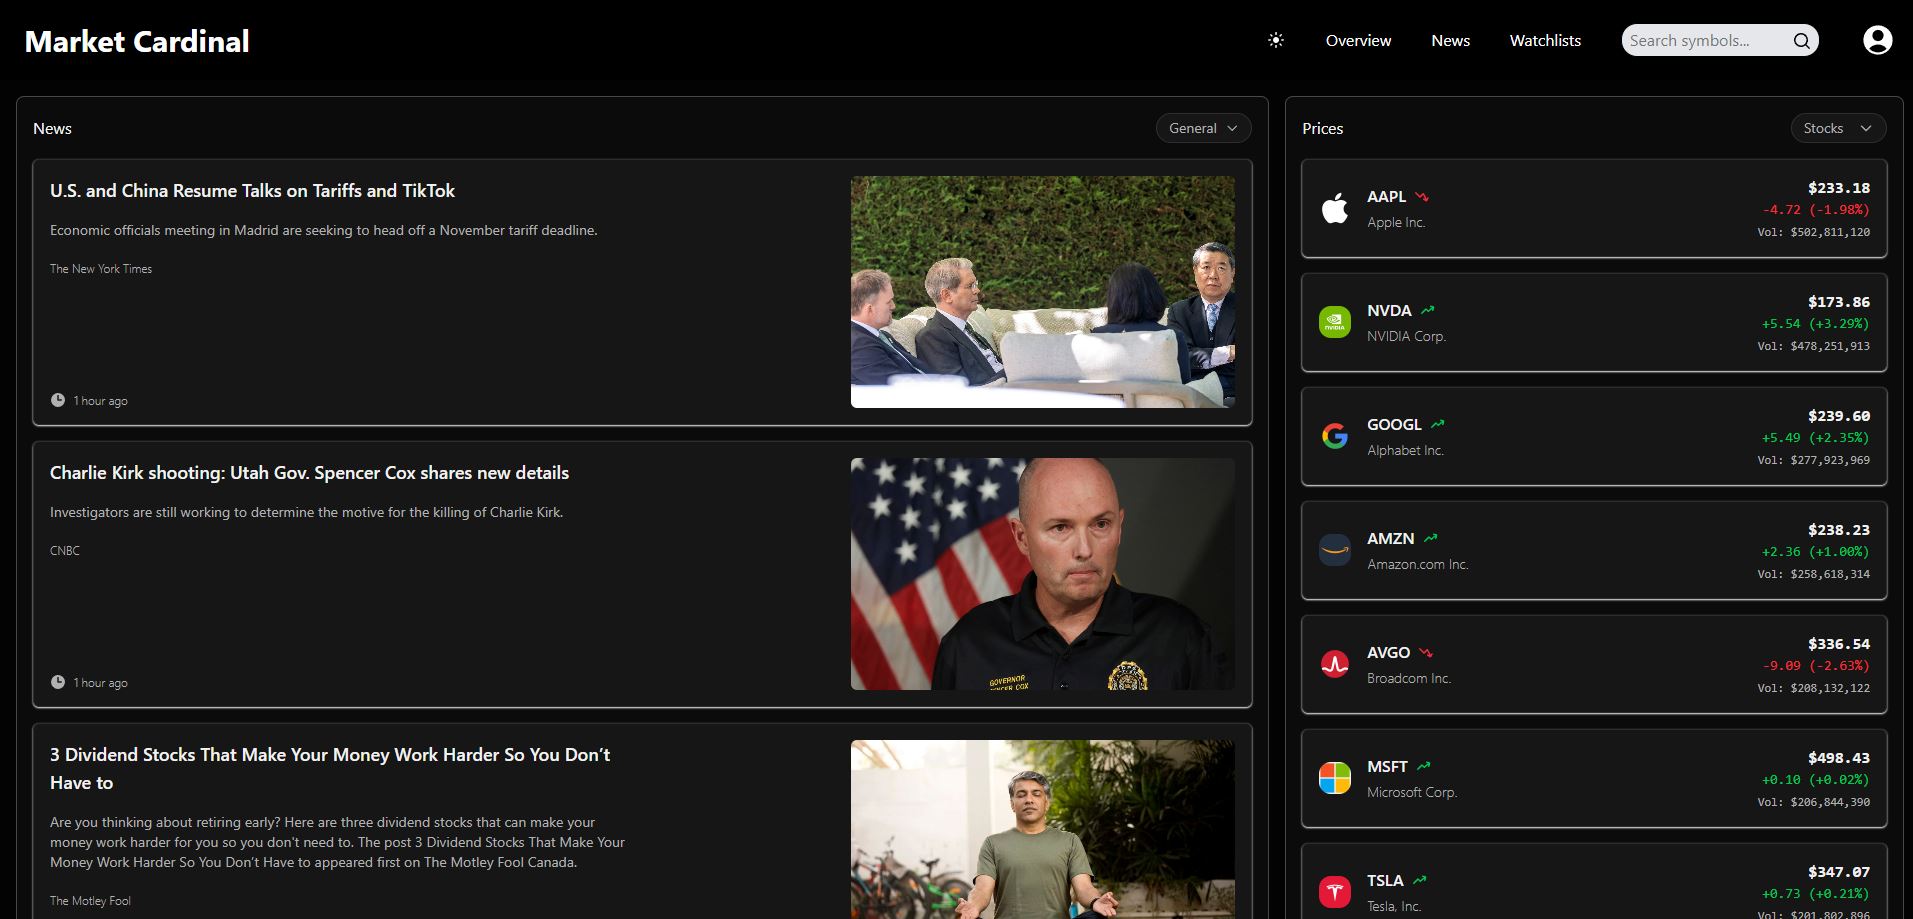 Market Cardinal
Overview
News
Watchlists
Search symbols...
News
General
U.S. and China Resume Talks on Tariffs and TikTok
Economic officials meeting in Madrid are seeking to head off a November tariff deadline.
The New York Times
1 hour ago
Charlie Kirk shooting: Utah Gov. Spencer Cox shares new details
Investigators are still working to determine the motive for the killing of Charlie Kirk.
CNBC
GOVERNOR
SPENCER COX
1 hour ago
3 Dividend Stocks That Make Your Money Work Harder So You Don’t
Have to
Are you thinking about retiring early? Here are three dividend stocks that can make your
money work harder for you so you don't need to. The post 3 Dividend Stocks That Make Your
Money Work Harder So You Don’t Have to appeared first on The Motley Fool Canada.
The Motley Fool
Prices
Stocks
AAPL
Apple Inc.
$233.18
-4.72 (-1.98%)
Vol: $502,811,120
NVIDIA
NVDA
NVIDIA Corp.
$173.86
+5.54 (+3.29%)
Vol: $478,251,913
GOOGL
Alphabet Inc.
$239.60
+5.49 (+2.35%)
Vol: $277,923,969
AMZN
Amazon.com Inc.
$238.23
+2.36 (+1.00%)
Vol: $258,618,314
AVGO
Broadcom Inc.
$336.54
-9.09 (-2.63%)
Vol: $208,132,122
MSFT
Microsoft Corp.
$498.43
+0.10 (+0.02%)
Vol: $206,844,390
TSLA
Tesla, Inc.
$347.07
+0.73 (+0.21%)
Vol: $201,802,896